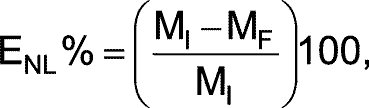 E_NL % = ((M_I − M_F) / M_I) 100,